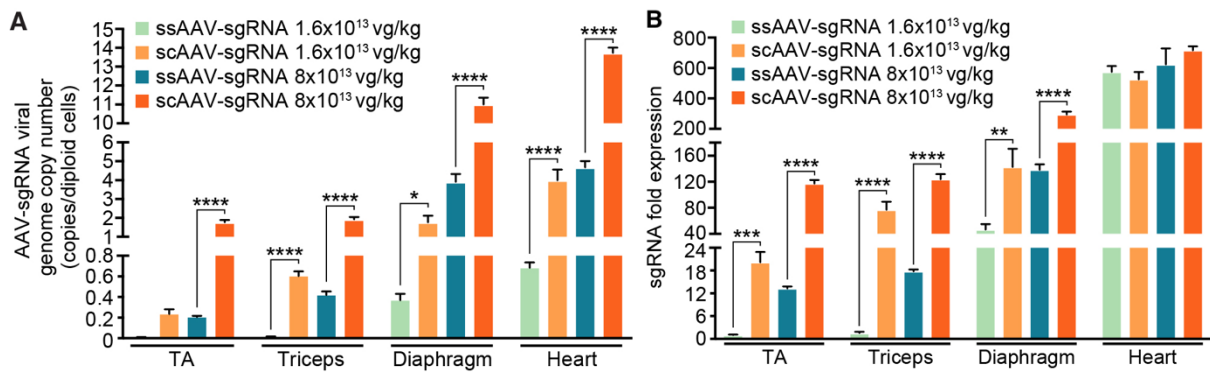 A
ssAAV-sgRNA 1.6x10¹³ vg/kg
scAAV-sgRNA 1.6x10¹³ vg/kg
ssAAV-sgRNA 8x10¹³ vg/kg
scAAV-sgRNA 8x10¹³ vg/kg
AAV-sgRNA viral
genome copy number
(copies/diploid cells)
15
14
13
12
11
10
6
5
4
3
2
1
0.8
0.6
0.4
0.2
****
****
****
*
****
****
****
TA
Triceps
Diaphragm
Heart
B
ssAAV-sgRNA 1.6x10¹³ vg/kg
scAAV-sgRNA 1.6x10¹³ vg/kg
ssAAV-sgRNA 8x10¹³ vg/kg
scAAV-sgRNA 8x10¹³ vg/kg
sgRNA fold expression
800
600
400
200
160
120
80
40
24
18
12
6
0
***
****
****
****
**
****
TA
Triceps
Diaphragm
Heart